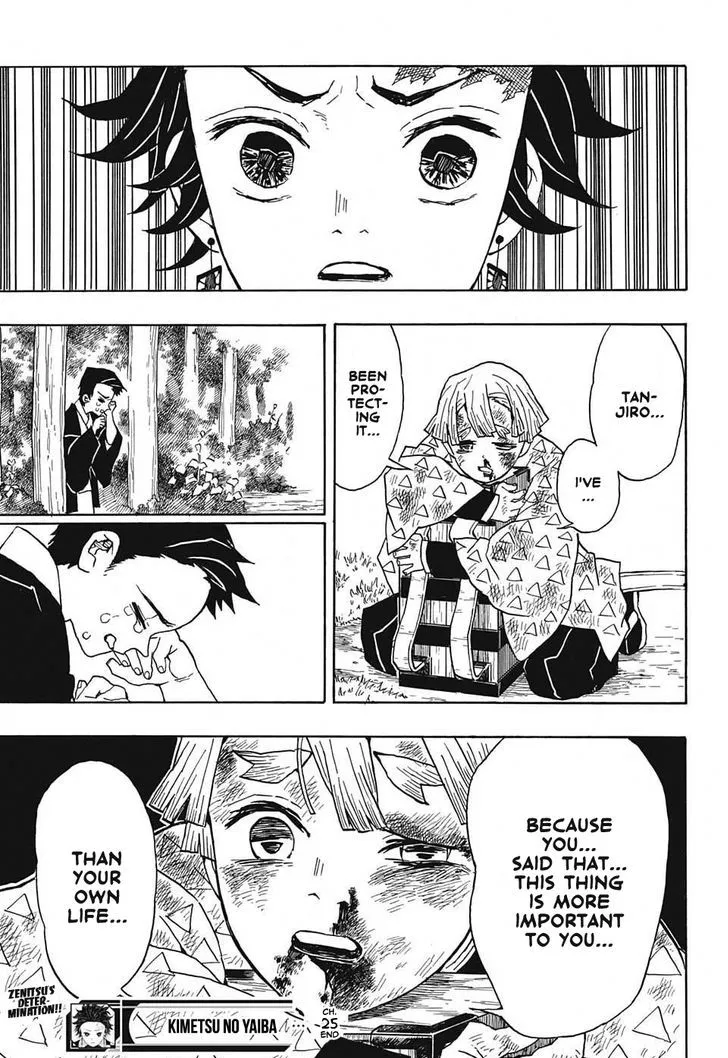 TAN-
JIRO...
I'VE
...
BEEN
PRO-
TECT-
ING
IT...
BECAUSE
YOU...
SAID THAT...
THIS THING
IS MORE
IMPORTANT
TO YOU...
THAN
YOUR
OWN
LIFE...
ZENITSU'S
DETER-
MINATION!!
KIMETSU NO YAIBA ...
CH.
25
END